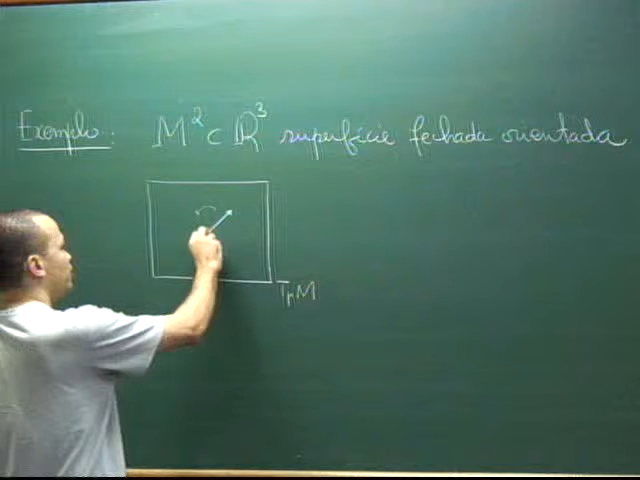 Exemplo: M² ⊂ ℝ³ superfície fechada orientada
TₚM